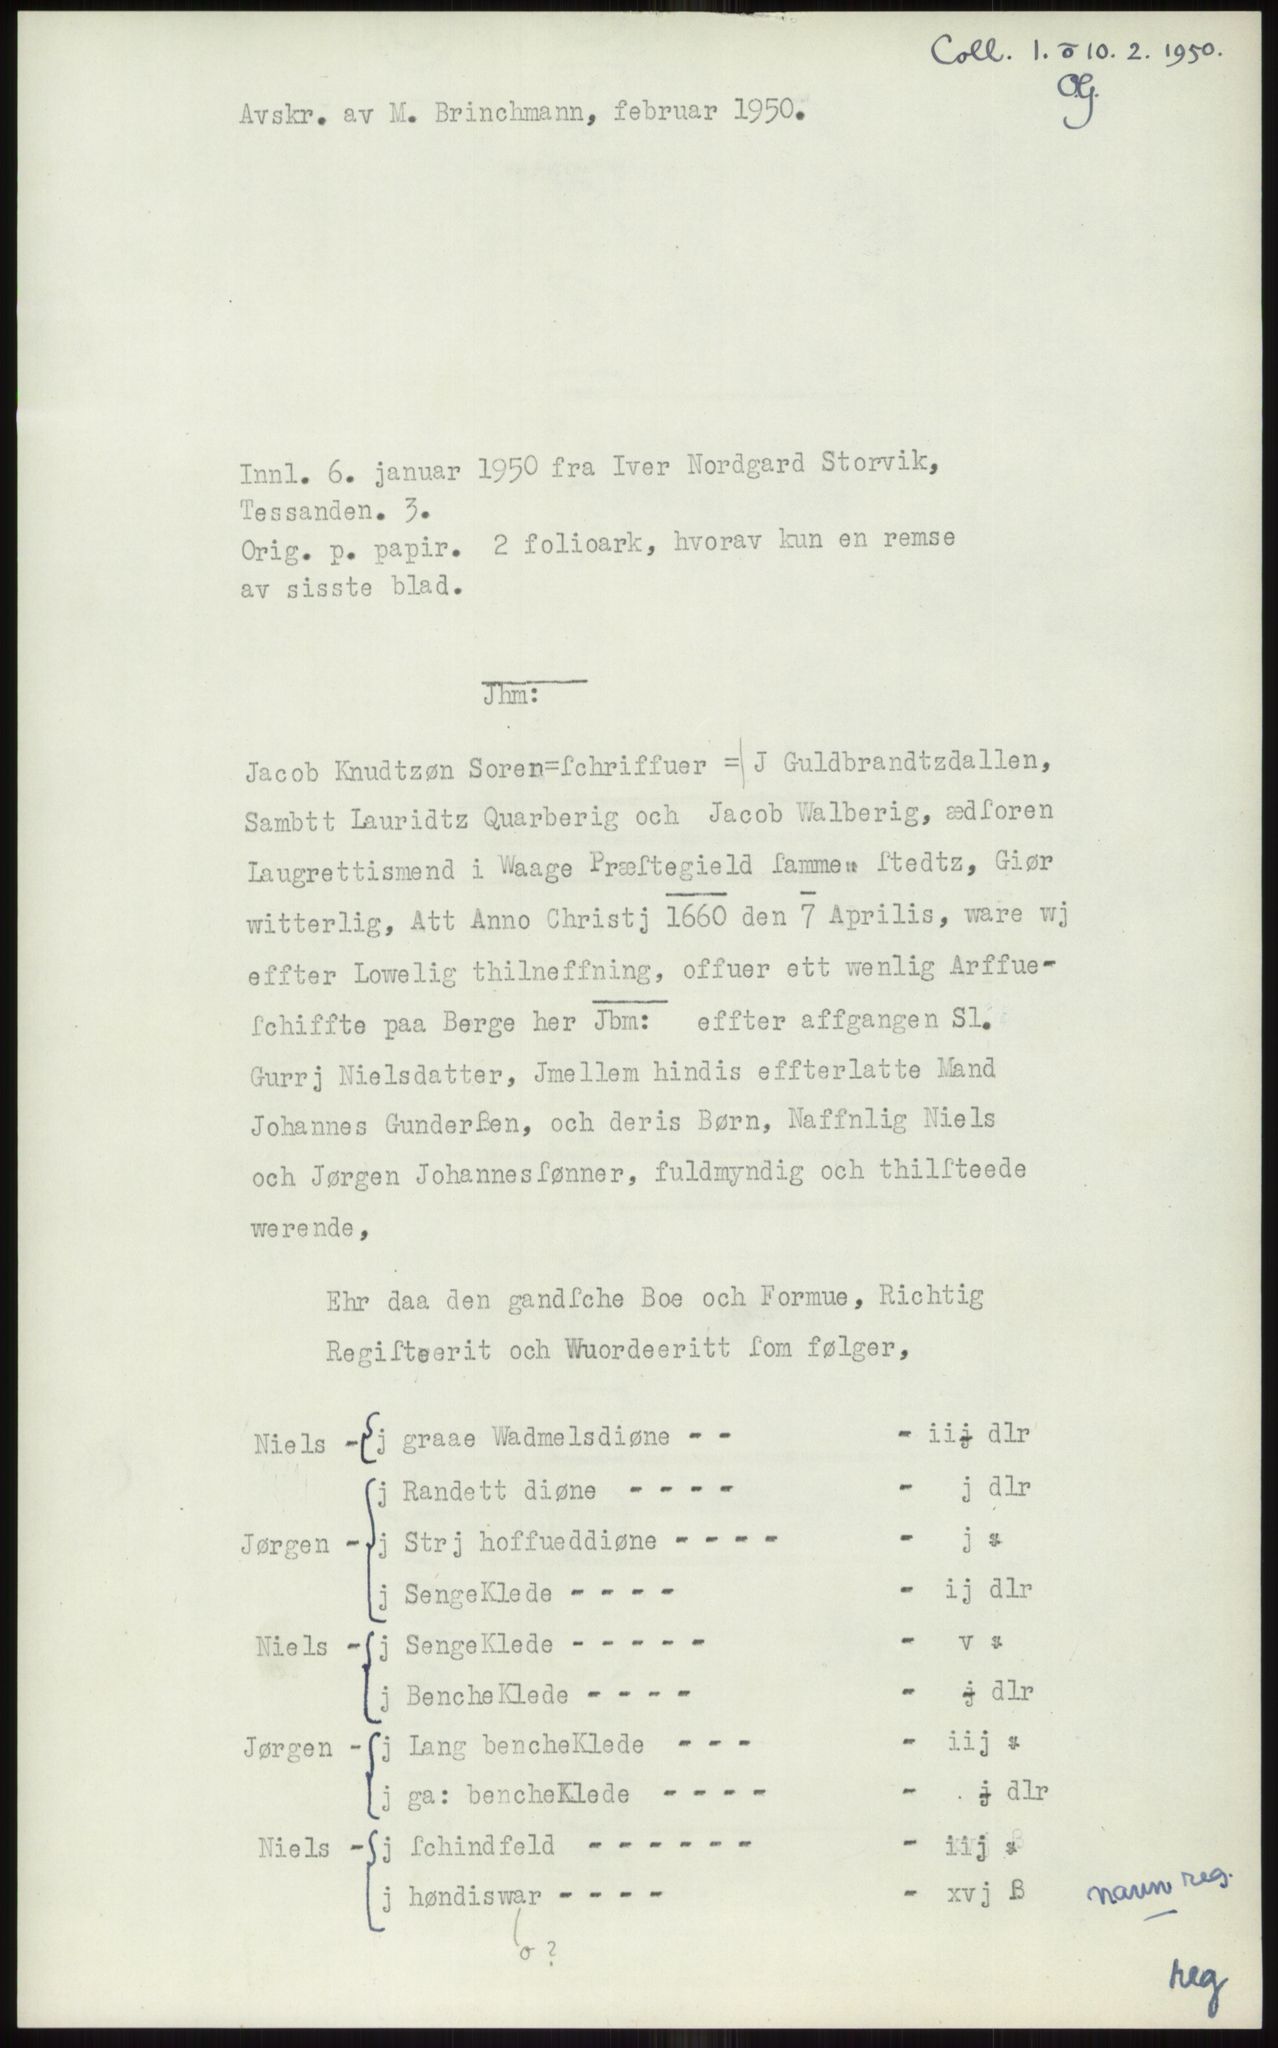 Coll. 1. o 10. 2. 1950.
O.G.
Avskr. av M. Brinchmann, februar 1950.
Innl. 6. januar 1950 fra Iver Nordgard Storvik,
Tessanden. 3.
Orig. p. papir. 2 folioark, hvorav kun en remse
av sisste blad.
Jhm:
Jacob Knudtzøn Soren=ſchriffuer = J Guldbrandtzdallen,
Sambtt Lauridtz Quarberig och Jacob Walberig, ædſoren
Laugrettismend i Waage Præſtegield ſammen ſtedtz, Giør
witterlig, Att Anno Christj 1660 den 7 Aprilis, ware wj
effter Lowelig thilneffning, offuer ett wenlig Arffue-
ſchiffte paa Berge her Jbm: effter affgangen Sl.
Gurrj Nielsdatter, Jmellem hindis effterlatte Mand
Johannes Gunderßen, och deris Børn, Naffnlig Niels
och Jørgen Johannesſønner, fuldmyndig och thilſteede
werende,
Ehr daa den gandſche Boe och Formue, Richtig
Regiſteerit och Wuordeeritt ſom følger,
Niels - j graae Wadmelsdiøne - - - iij dlr
j Randett diøne - - - - - j dlr
Jørgen - j Strj hoffueddiøne - - - - - j *
j SengeKlede - - - - - ij dlr
Niels - j SengeKlede - - - - - - v *
j BencheKlede - - - - - j dlr
Jørgen - j Lang bencheKlede - - - - iij *
j ga: bencheKlede - - - - - j dlr
Niels - j ſchindfeld - - - - - - - iij *
j høndiswar - - - - - xvj ß
o ?
navn reg.
reg